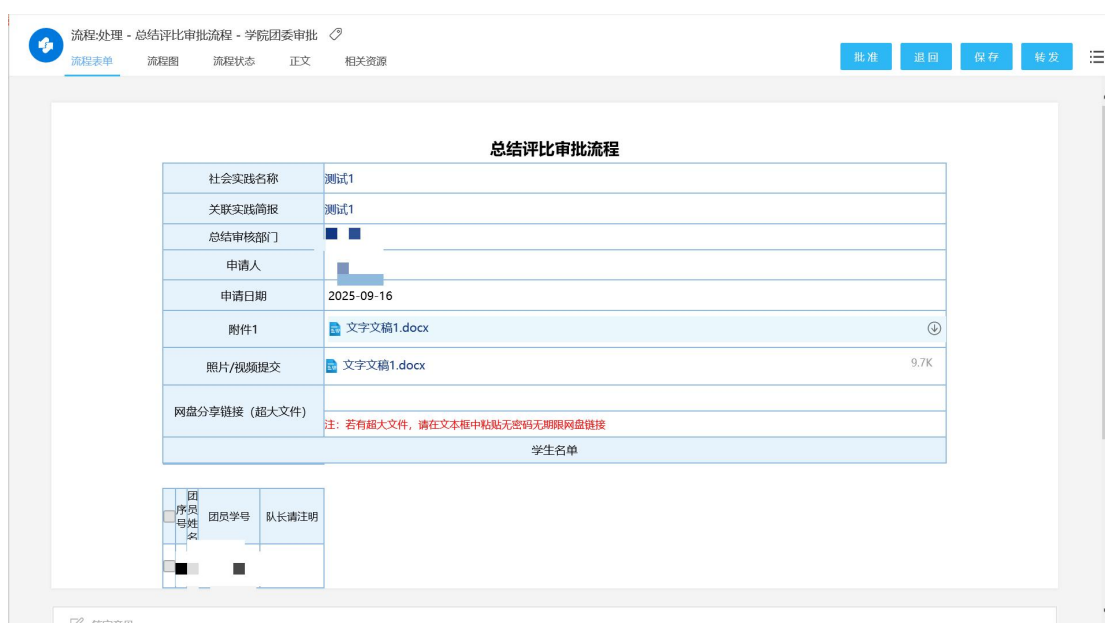 流程:处理 - 总结评比审批流程 - 学院团委审批
流程表单 流程图 流程状态 正文 相关资源
批准 退回 保存 转发
总结评比审批流程
社会实践名称 测试1
关联实践简报 测试1
总结审核部门
申请人
申请日期 2025-09-16
附件1 文字文稿1.docx
照片/视频提交 文字文稿1.docx 9.7K
网盘分享链接（超大文件）
注：若有超大文件，请在文本框中粘贴无密码无期限网盘链接
学生名单
序号 团员姓名 团员学号 队长请注明